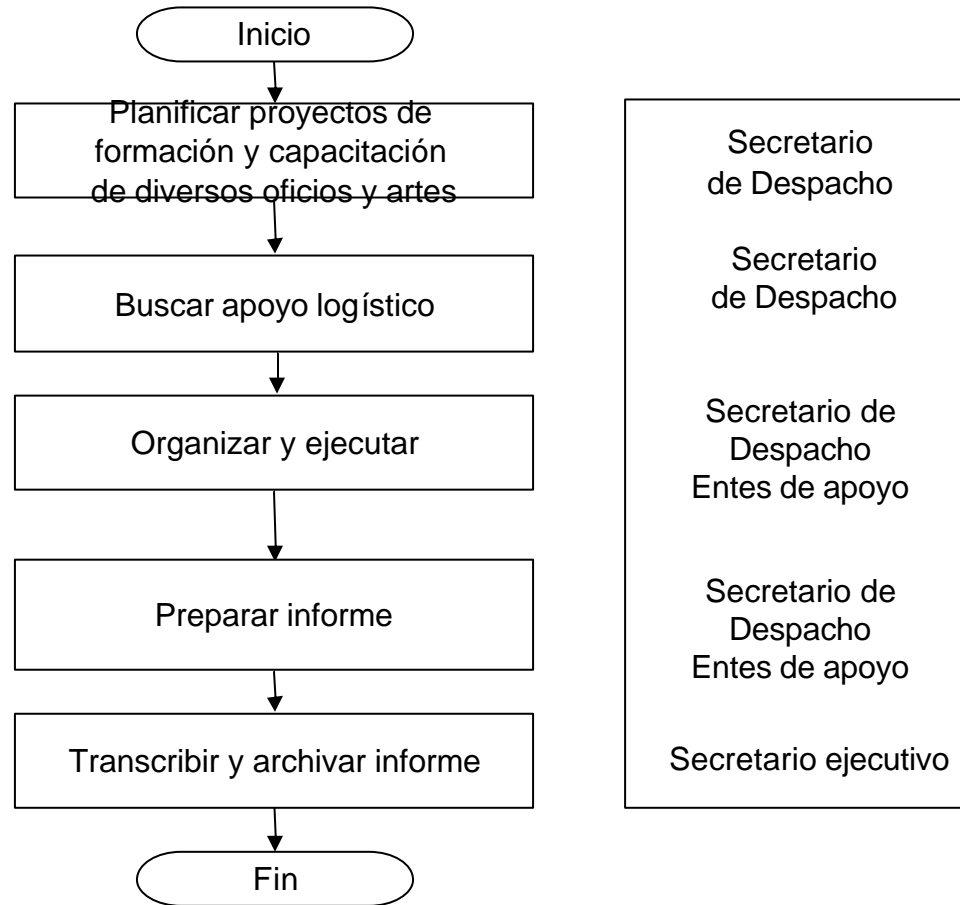 Inicio
Planificar proyectos de
formación y capacitación
de diversos oficios y artes
Secretario
de Despacho
Buscar apoyo logístico
Secretario
de Despacho
Organizar y ejecutar
Secretario de
Despacho
Entes de apoyo
Preparar informe
Secretario de
Despacho
Entes de apoyo
Transcribir y archivar informe
Secretario ejecutivo
Fin